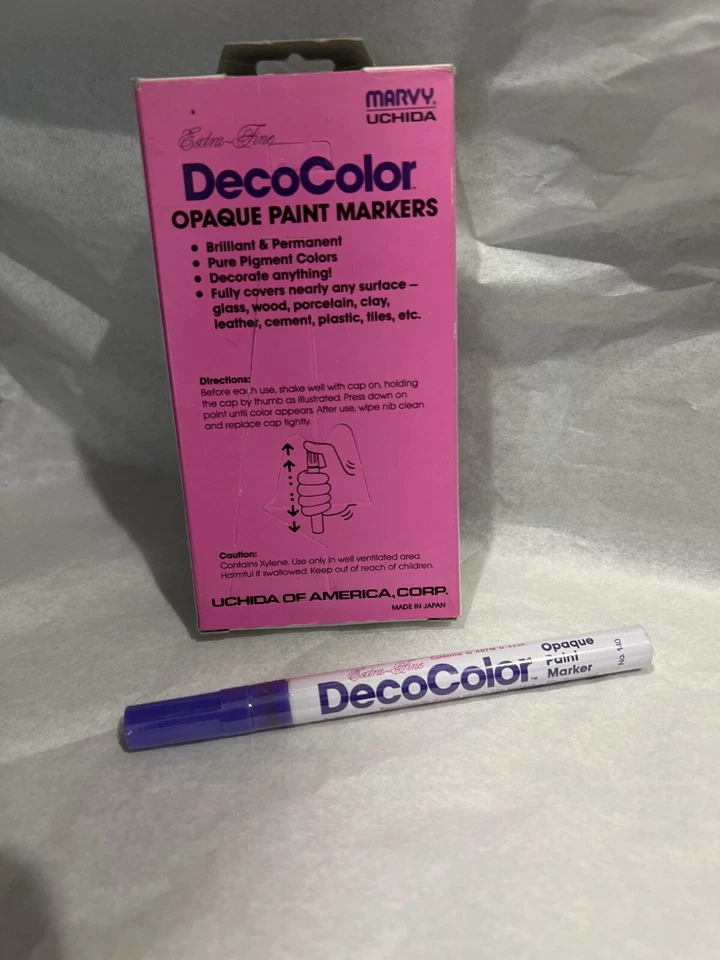 MARVY®
UCHIDA
Extra-Fine
DecoColor™
OPAQUE PAINT MARKERS
• Brilliant & Permanent
• Pure Pigment Colors
• Decorate anything!
• Fully covers nearly any surface –
glass, wood, porcelain, clay,
leather, cement, plastic, tiles, etc.
Directions:
Before each use, shake well with cap on, holding
the cap by thumb as illustrated. Press down on
point until color appears. After use, wipe nib clean
and replace cap tightly.
Caution:
Contains Xylene. Use only in well ventilated area.
Harmful if swallowed. Keep out of reach of children.
UCHIDA OF AMERICA, CORP.
MADE IN JAPAN
Extra-Fine
DecoColor™
Opaque
Paint
Marker
No. 140